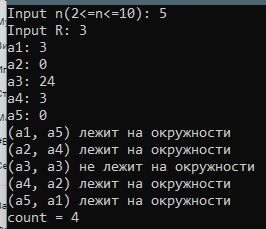 Input n(2<=n<=10): 5
Input R: 3
a1: 3
a2: 0
a3: 24
a4: 3
a5: 0
(a1, a5) лежит на окружности
(a2, a4) лежит на окружности
(a3, a3) не лежит на окружности
(a4, a2) лежит на окружности
(a5, a1) лежит на окружности
count = 4